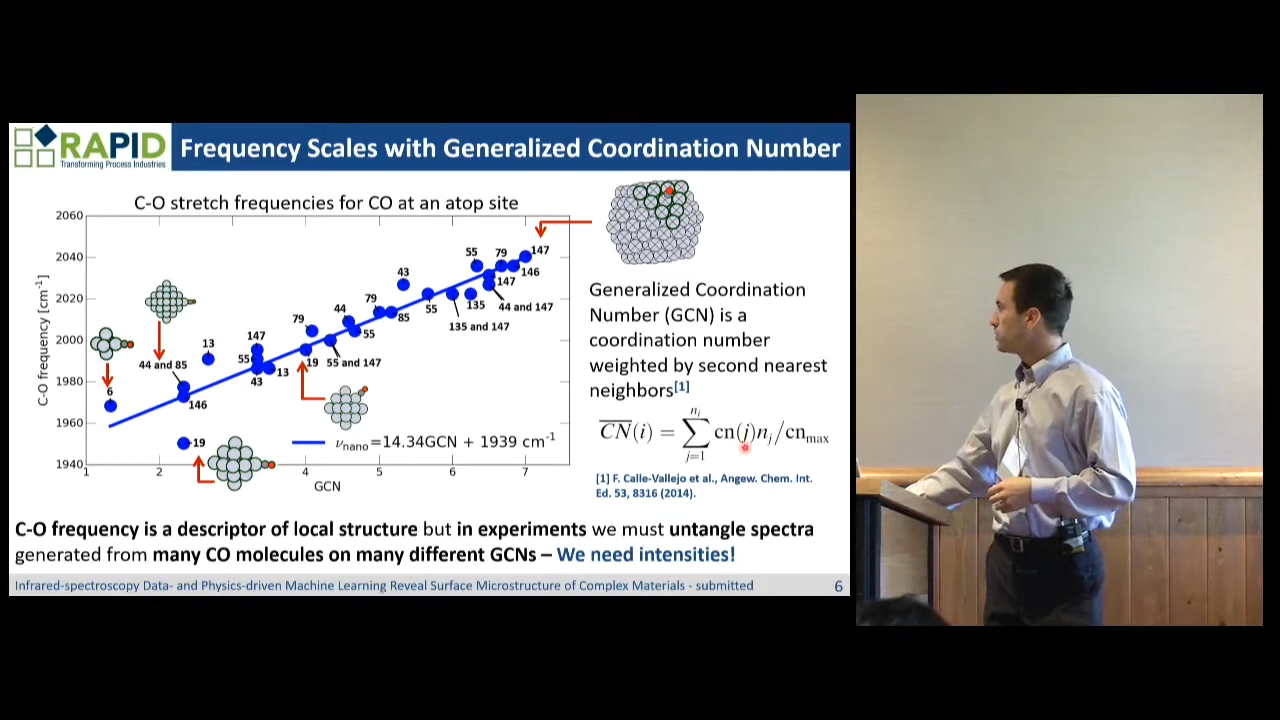 RAPID
Transforming Process Industries
Frequency Scales with Generalized Coordination Number
C-O stretch frequencies for CO at an atop site
C-O frequency [cm⁻¹]
2060
2040
2020
2000
1980
1960
1940
1
2
4
5
6
7
GCN
6
44 and 85
146
19
13
147
55
43
13
79
19
44
55 and 147
55
79
85
43
55
135 and 147
135
55
44 and 147
147
79
146
147
νnano=14.34GCN + 1939 cm⁻¹
Generalized Coordination
Number (GCN) is a
coordination number
weighted by second nearest
neighbors[1]
CN̅(i) = ∑ⱼ₌₁ⁿⁱ cn(j)nⱼ/cnmax
[1] F. Calle-Vallejo et al., Angew. Chem. Int.
Ed. 53, 8316 (2014).
C-O frequency is a descriptor of local structure but in experiments we must untangle spectra
generated from many CO molecules on many different GCNs – We need intensities!
Infrared-spectroscopy Data- and Physics-driven Machine Learning Reveal Surface Microstructure of Complex Materials - submitted
6